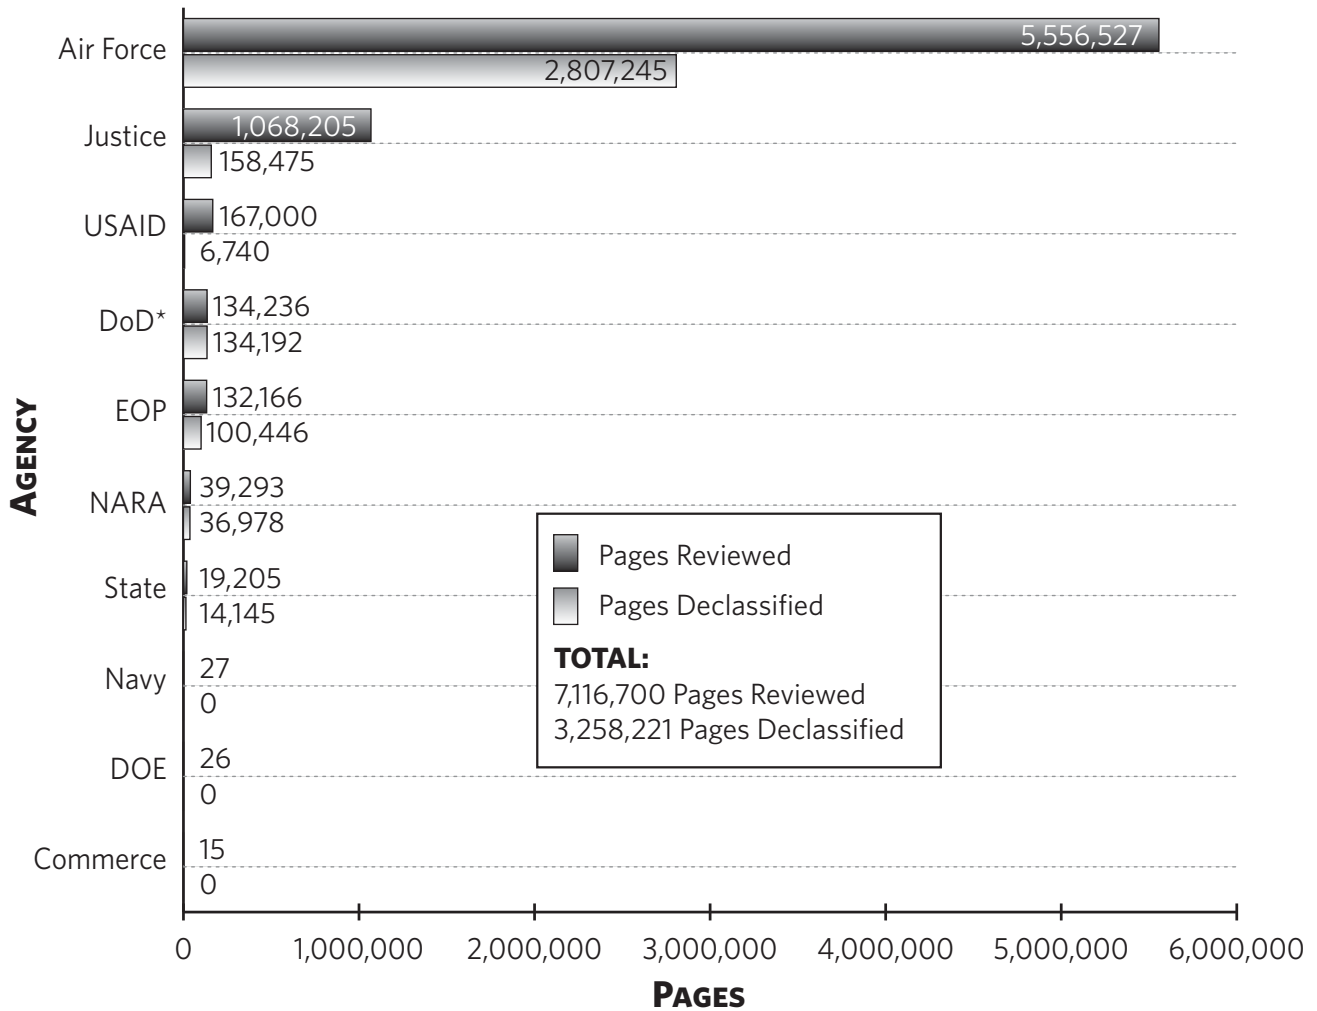 Air Force
5,556,527
2,807,245
Justice
1,068,205
158,475
USAID
167,000
6,740
DoD*
134,236
134,192
EOP
132,166
100,446
NARA
39,293
36,978
State
19,205
14,145
Navy
27
0
DOE
26
0
Commerce
15
0
AGENCY
Pages Reviewed
Pages Declassified
TOTAL:
7,116,700 Pages Reviewed
3,258,221 Pages Declassified
0 1,000,000 2,000,000 3,000,000 4,000,000 5,000,000 6,000,000
PAGES